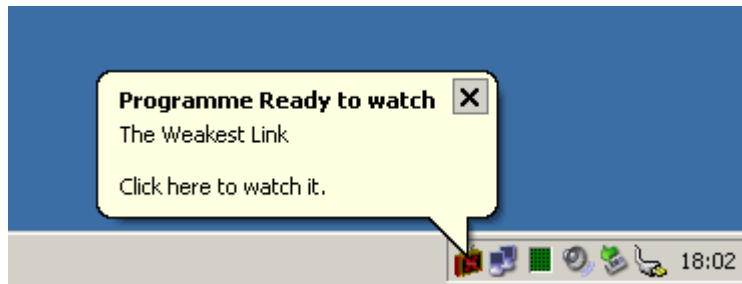 Programme Ready to watch
The Weakest Link
Click here to watch it.
18:02